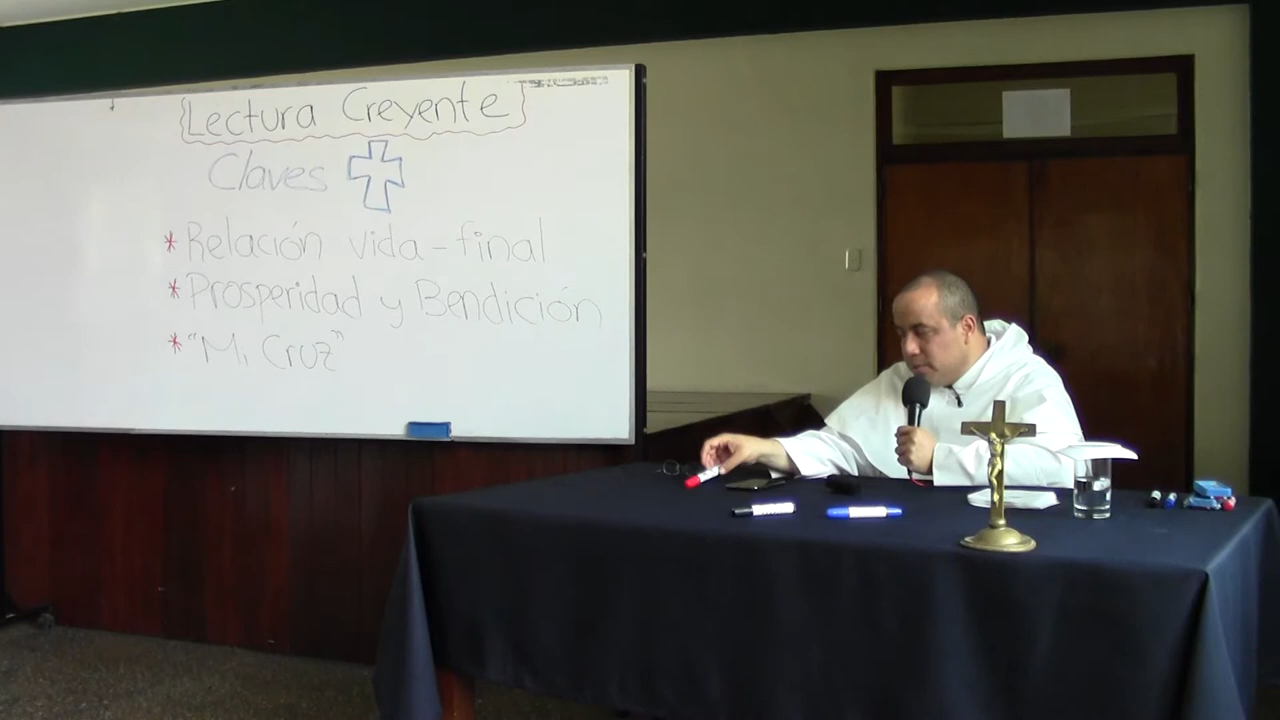 Lectura Creyente
Claves
* Relación vida - final
* Prosperidad y Bendición
* "Mi Cruz"